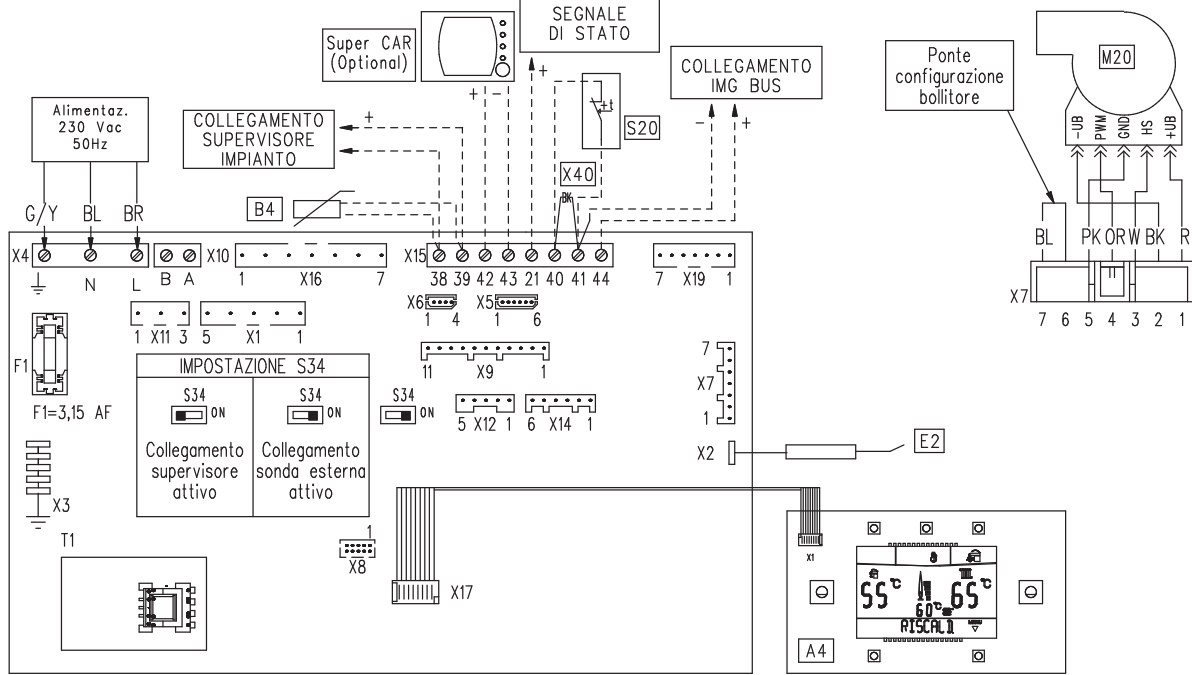 SEGNALE
DI STATO
Super CAR
(Optional)
+ -
+
COLLEGAMENTO
IMG BUS
- +
Ponte
configurazione
bollitore
M20
-UB PWM GND HS +UB
Alimentaz.
230 Vac
50Hz
COLLEGAMENTO
SUPERVISORE
IMPIANTO
+
+t
S20
X40
BK
B4
G/Y BL BR
BL PK OR W BK R
X4 X10 X15
N L B A 1 X16 7 38 39 42 43 21 40 41 44 7 X19 1
X7
7 6 5 4 3 2 1
X6 X5
1 4 1 6
1 X11 3 5 X1 1
F1
F1=3,15 AF
11 X9 1
7
X7
1
IMPOSTAZIONE S34
S34 S34 S34
ON ON ON
Collegamento
supervisore
attivo
Collegamento
sonda esterna
attivo
5 X12 1 6 X14 1
X2
E2
X3
T1
1
X8
X17
X1
55 °C 65 °C
60 °C
RISCALD
MENU
A4